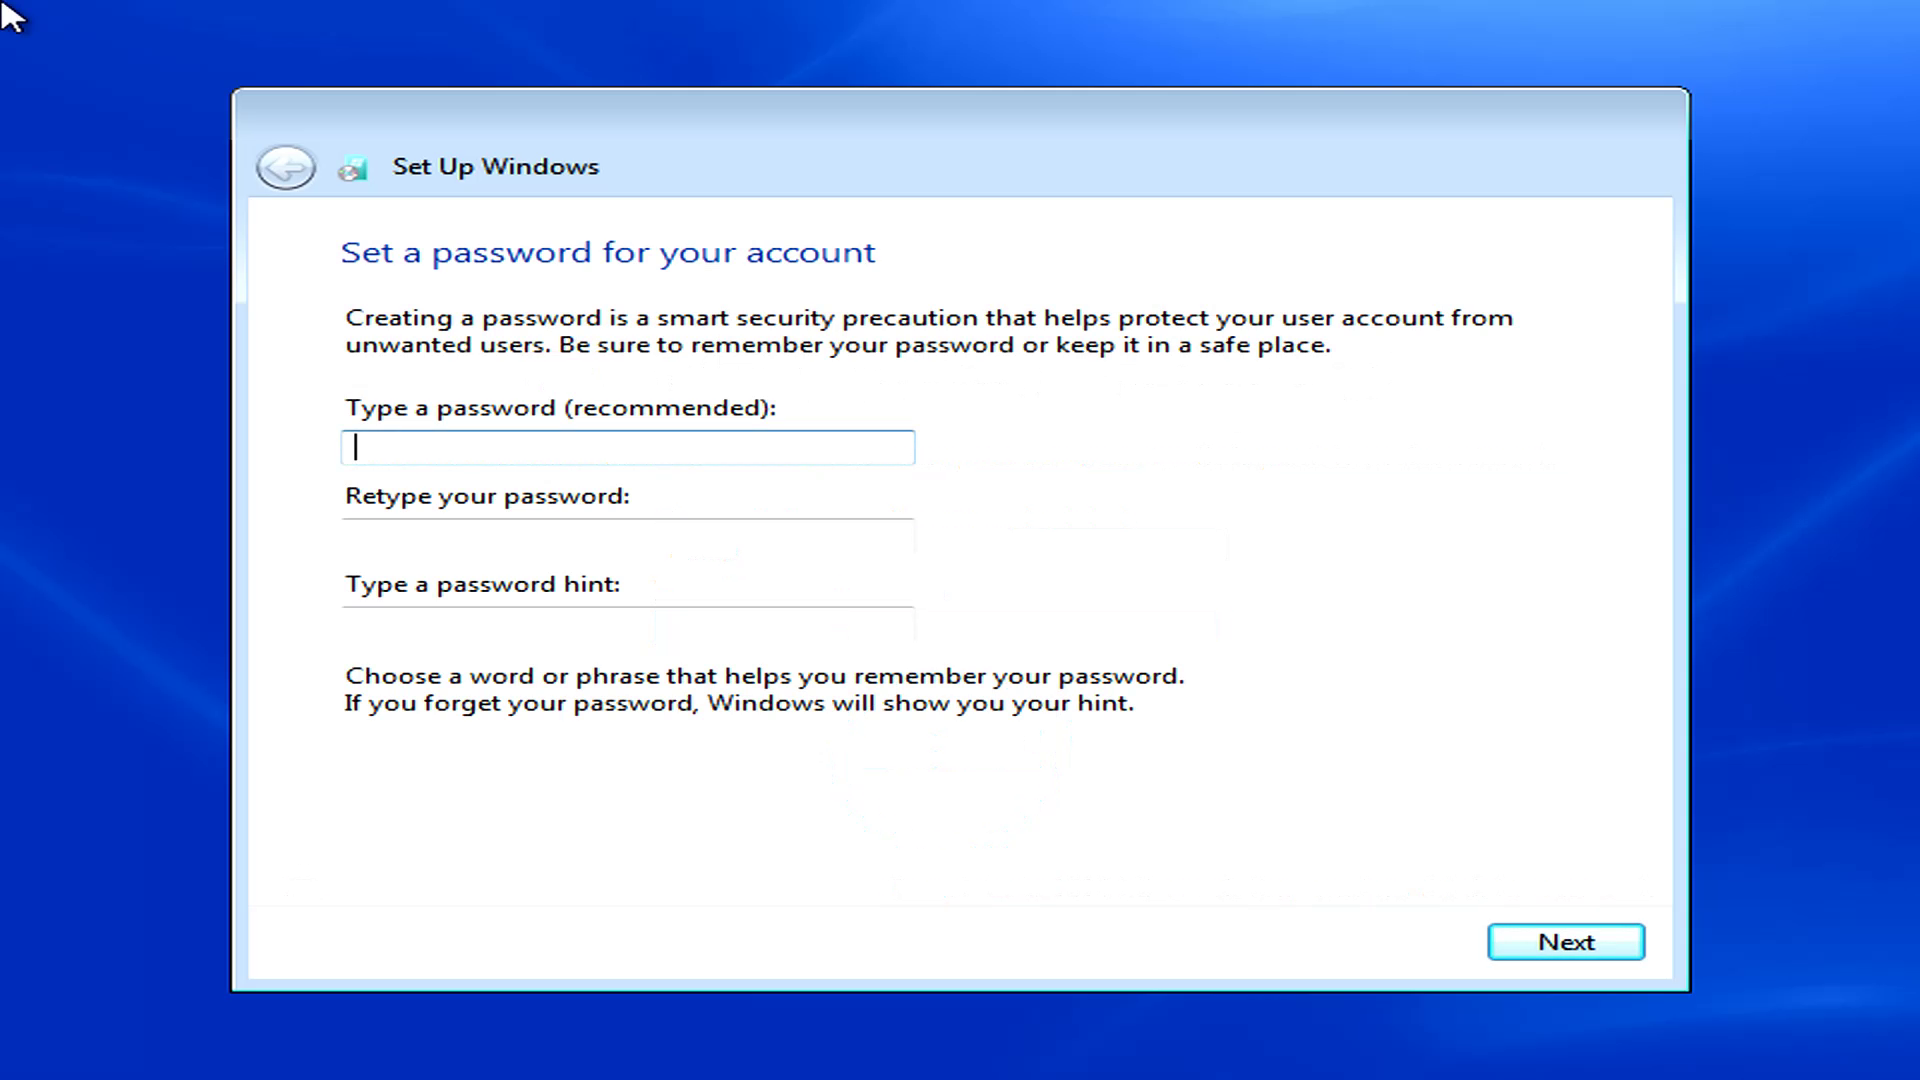 Set Up Windows
Set a password for your account
Creating a password is a smart security precaution that helps protect your user account from
unwanted users. Be sure to remember your password or keep it in a safe place.
Type a password (recommended):
Retype your password:
Type a password hint:
Choose a word or phrase that helps you remember your password.
If you forget your password, Windows will show you your hint.
Next